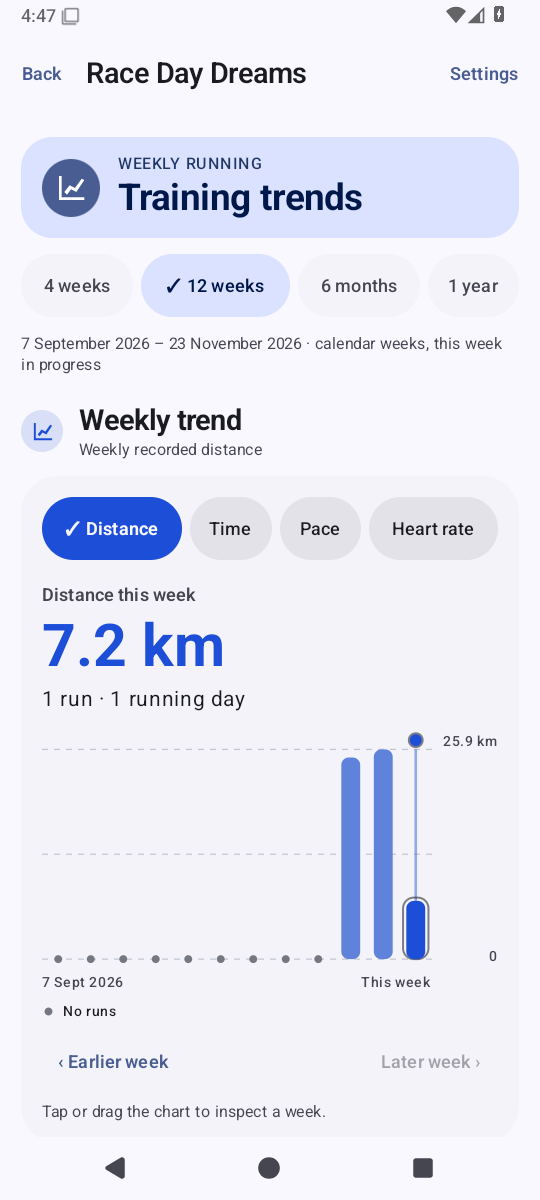 4:47
Back
Race Day Dreams
Settings
WEEKLY RUNNING
Training trends
4 weeks
✓ 12 weeks
6 months
1 year
7 September 2026 – 23 November 2026 · calendar weeks, this week
in progress
Weekly trend
Weekly recorded distance
✓ Distance
Time
Pace
Heart rate
Distance this week
7.2 km
1 run · 1 running day
25.9 km
0
7 Sept 2026
This week
No runs
‹ Earlier week
Later week ›
Tap or drag the chart to inspect a week.